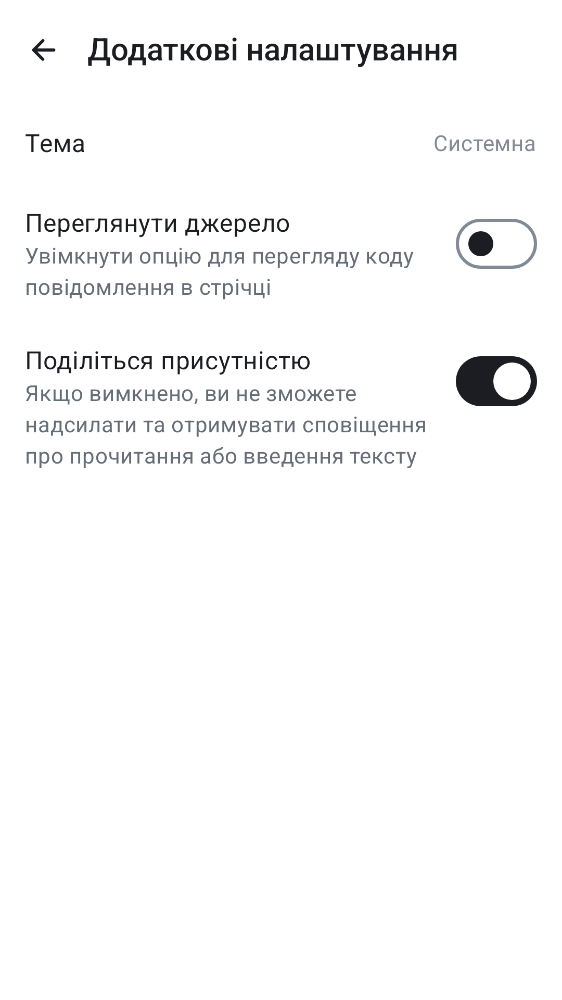 Додаткові налаштування
Тема
Системна
Переглянути джерело
Увімкнути опцію для перегляду коду
повідомлення в стрічці
Поділіться присутністю
Якщо вимкнено, ви не зможете
надсилати та отримувати сповіщення
про прочитання або введення тексту